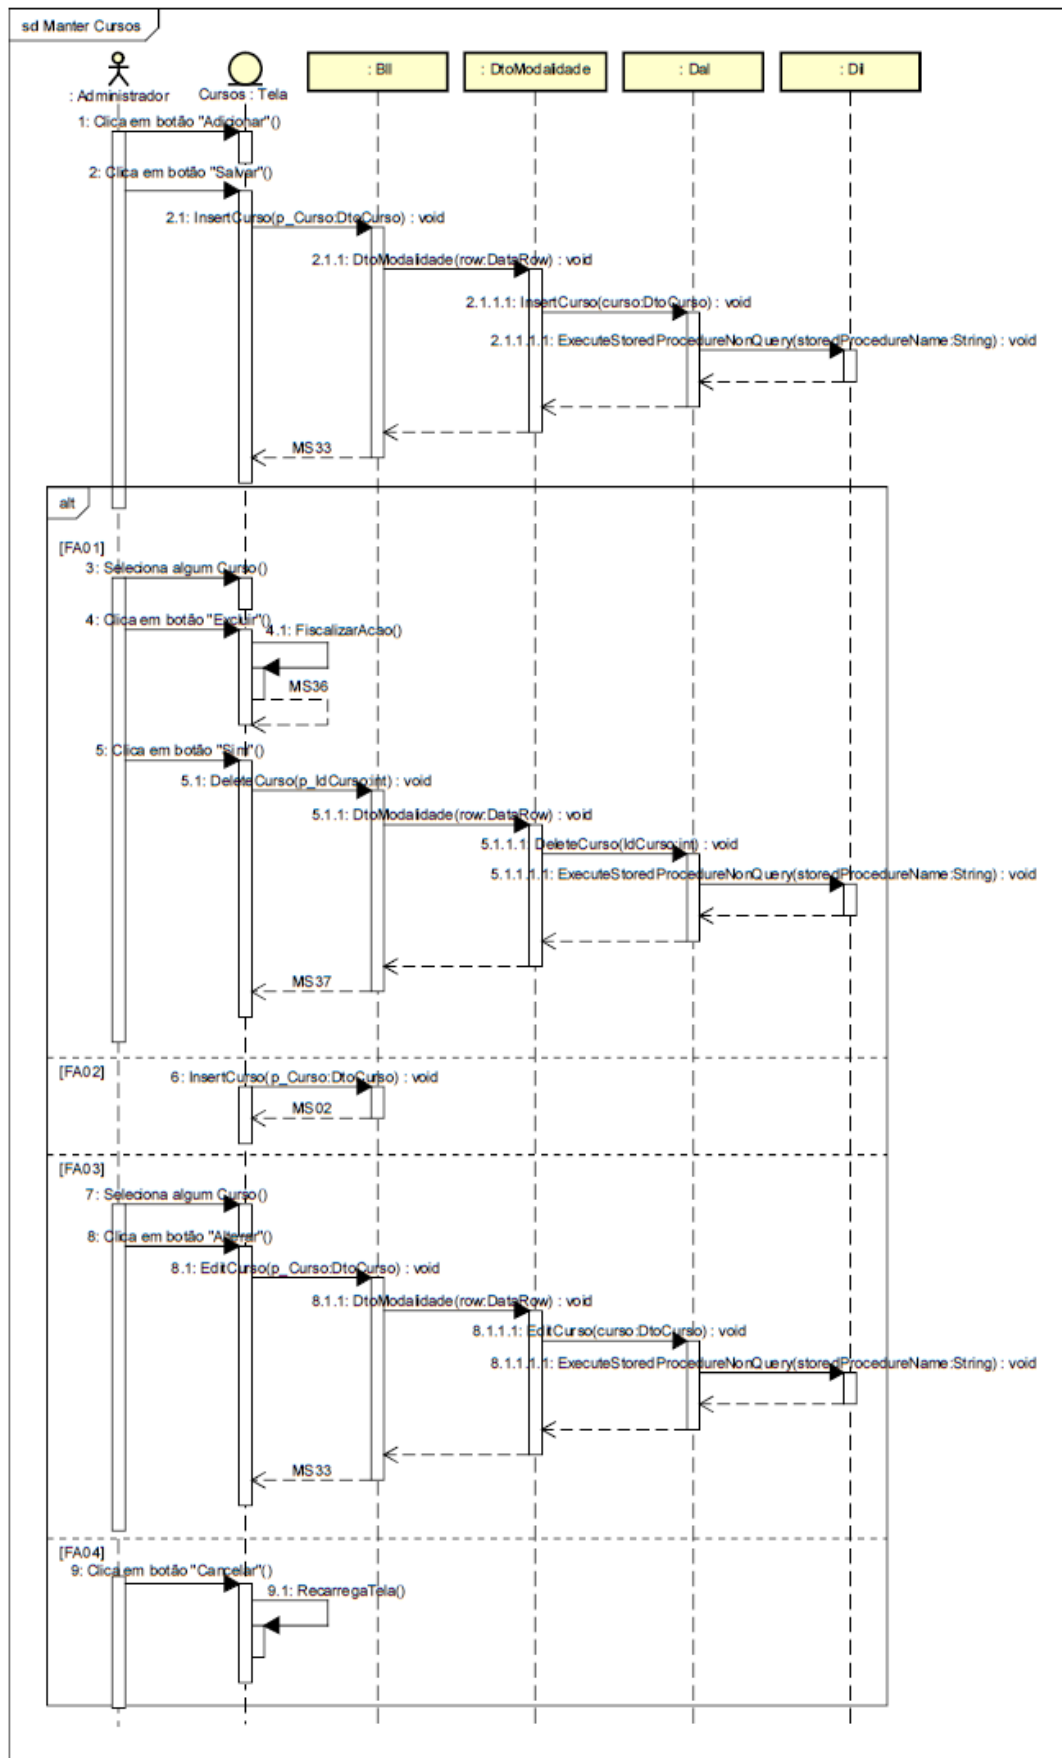 sd Manter Cursos
: Administrador
Cursos : Tela
: Bll
: DtoModalidade
: Dal
: Dil
1: Clica em botão "Adicionar"()
2: Clica em botão "Salvar"()
2.1: InsertCurso(p_Curso:DtoCurso) : void
2.1.1: DtoModalidade(row:DataRow) : void
2.1.1.1: InsertCurso(curso:DtoCurso) : void
2.1.1.1.1: ExecuteStoredProcedureNonQuery(storedProcedureName:String) : void
MS33
alt
[FA01]
3: Seleciona algum Curso()
4: Clica em botão "Excluir"()
4.1: FiscalizarAcao()
MS36
5: Clica em botão "Sim"()
5.1: DeleteCurso(p_IdCurso:int) : void
5.1.1: DtoModalidade(row:DataRow) : void
5.1.1.1: DeleteCurso(IdCurso:int) : void
5.1.1.1.1: ExecuteStoredProcedureNonQuery(storedProcedureName:String) : void
MS37
[FA02]
6: InsertCurso(p_Curso:DtoCurso) : void
MS02
[FA03]
7: Seleciona algum Curso()
8: Clica em botão "Alterar"()
8.1: EditCurso(p_Curso:DtoCurso) : void
8.1.1: DtoModalidade(row:DataRow) : void
8.1.1.1: EditCurso(curso:DtoCurso) : void
8.1.1.1.1: ExecuteStoredProcedureNonQuery(storedProcedureName:String) : void
MS33
[FA04]
9: Clica em botão "Cancelar"()
9.1: RecarregaTela()